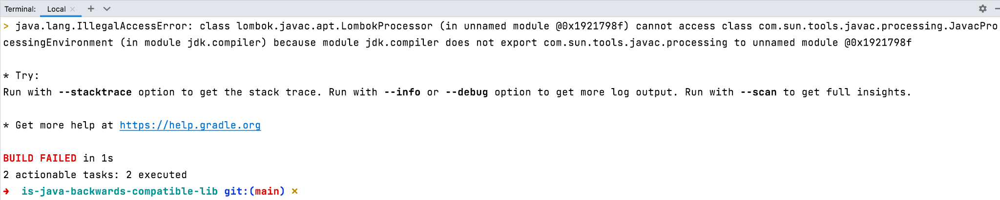 Terminal: Local × + ⌄
> java.lang.IllegalAccessError: class lombok.javac.apt.LombokProcessor (in unnamed module @0x1921798f) cannot access class com.sun.tools.javac.processing.JavacPro
cessingEnvironment (in module jdk.compiler) because module jdk.compiler does not export com.sun.tools.javac.processing to unnamed module @0x1921798f
* Try:
Run with --stacktrace option to get the stack trace. Run with --info or --debug option to get more log output. Run with --scan to get full insights.
* Get more help at https://help.gradle.org
BUILD FAILED in 1s
2 actionable tasks: 2 executed
➜ is-java-backwards-compatible-lib git:(main) ✗